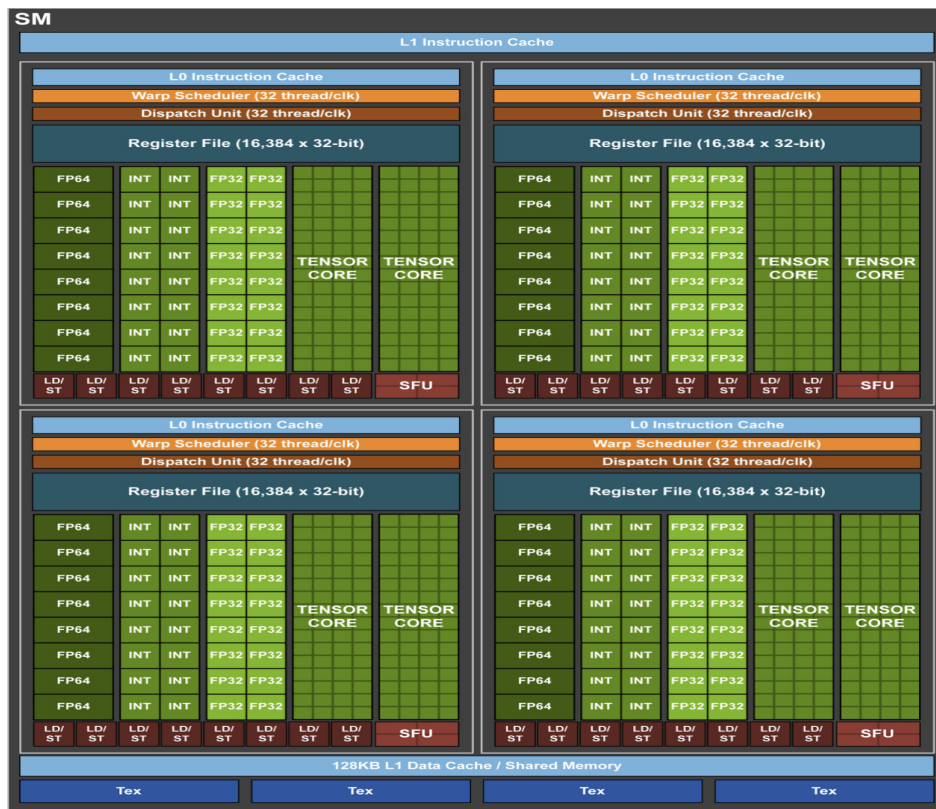 SM
L1 Instruction Cache
L0 Instruction Cache
Warp Scheduler (32 thread/clk)
Dispatch Unit (32 thread/clk)
Register File (16,384 x 32-bit)
FP64 INT INT FP32 FP32
FP64 INT INT FP32 FP32
FP64 INT INT FP32 FP32
FP64 INT INT FP32 FP32
TENSOR CORE TENSOR CORE
FP64 INT INT FP32 FP32
FP64 INT INT FP32 FP32
FP64 INT INT FP32 FP32
FP64 INT INT FP32 FP32
LD/ST LD/ST LD/ST LD/ST LD/ST LD/ST LD/ST LD/ST SFU
L0 Instruction Cache
Warp Scheduler (32 thread/clk)
Dispatch Unit (32 thread/clk)
Register File (16,384 x 32-bit)
FP64 INT INT FP32 FP32
FP64 INT INT FP32 FP32
FP64 INT INT FP32 FP32
FP64 INT INT FP32 FP32
TENSOR CORE TENSOR CORE
FP64 INT INT FP32 FP32
FP64 INT INT FP32 FP32
FP64 INT INT FP32 FP32
FP64 INT INT FP32 FP32
LD/ST LD/ST LD/ST LD/ST LD/ST LD/ST LD/ST LD/ST SFU
L0 Instruction Cache
Warp Scheduler (32 thread/clk)
Dispatch Unit (32 thread/clk)
Register File (16,384 x 32-bit)
FP64 INT INT FP32 FP32
FP64 INT INT FP32 FP32
FP64 INT INT FP32 FP32
FP64 INT INT FP32 FP32
TENSOR CORE TENSOR CORE
FP64 INT INT FP32 FP32
FP64 INT INT FP32 FP32
FP64 INT INT FP32 FP32
FP64 INT INT FP32 FP32
LD/ST LD/ST LD/ST LD/ST LD/ST LD/ST LD/ST LD/ST SFU
L0 Instruction Cache
Warp Scheduler (32 thread/clk)
Dispatch Unit (32 thread/clk)
Register File (16,384 x 32-bit)
FP64 INT INT FP32 FP32
FP64 INT INT FP32 FP32
FP64 INT INT FP32 FP32
FP64 INT INT FP32 FP32
TENSOR CORE TENSOR CORE
FP64 INT INT FP32 FP32
FP64 INT INT FP32 FP32
FP64 INT INT FP32 FP32
FP64 INT INT FP32 FP32
LD/ST LD/ST LD/ST LD/ST LD/ST LD/ST LD/ST LD/ST SFU
128KB L1 Data Cache / Shared Memory
Tex Tex Tex Tex